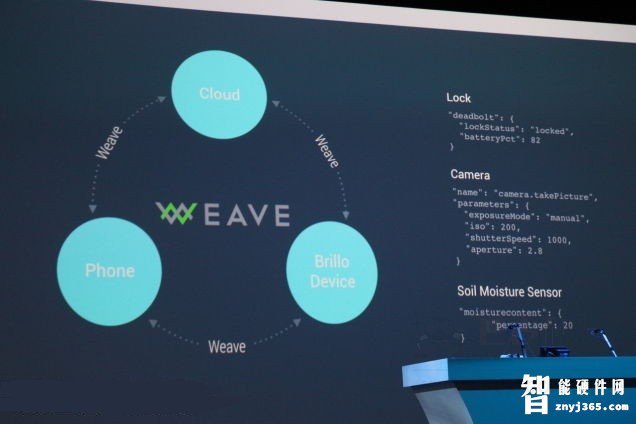 Cloud
Weave
Weave
WEAVE
Phone
Brillo
Device
Weave
Lock
"deadbolt": {
"lockStatus": "locked",
"batteryPct": 82
}
Camera
"name": "camera.takePicture",
"parameters": {
"exposureMode": "manual",
"iso": 200,
"shutterSpeed": 1000,
"aperture": 2.8
}
Soil Moisture Sensor
"moisturecontent": {
"percentage": 20
}
智能硬件网
znyj365.com